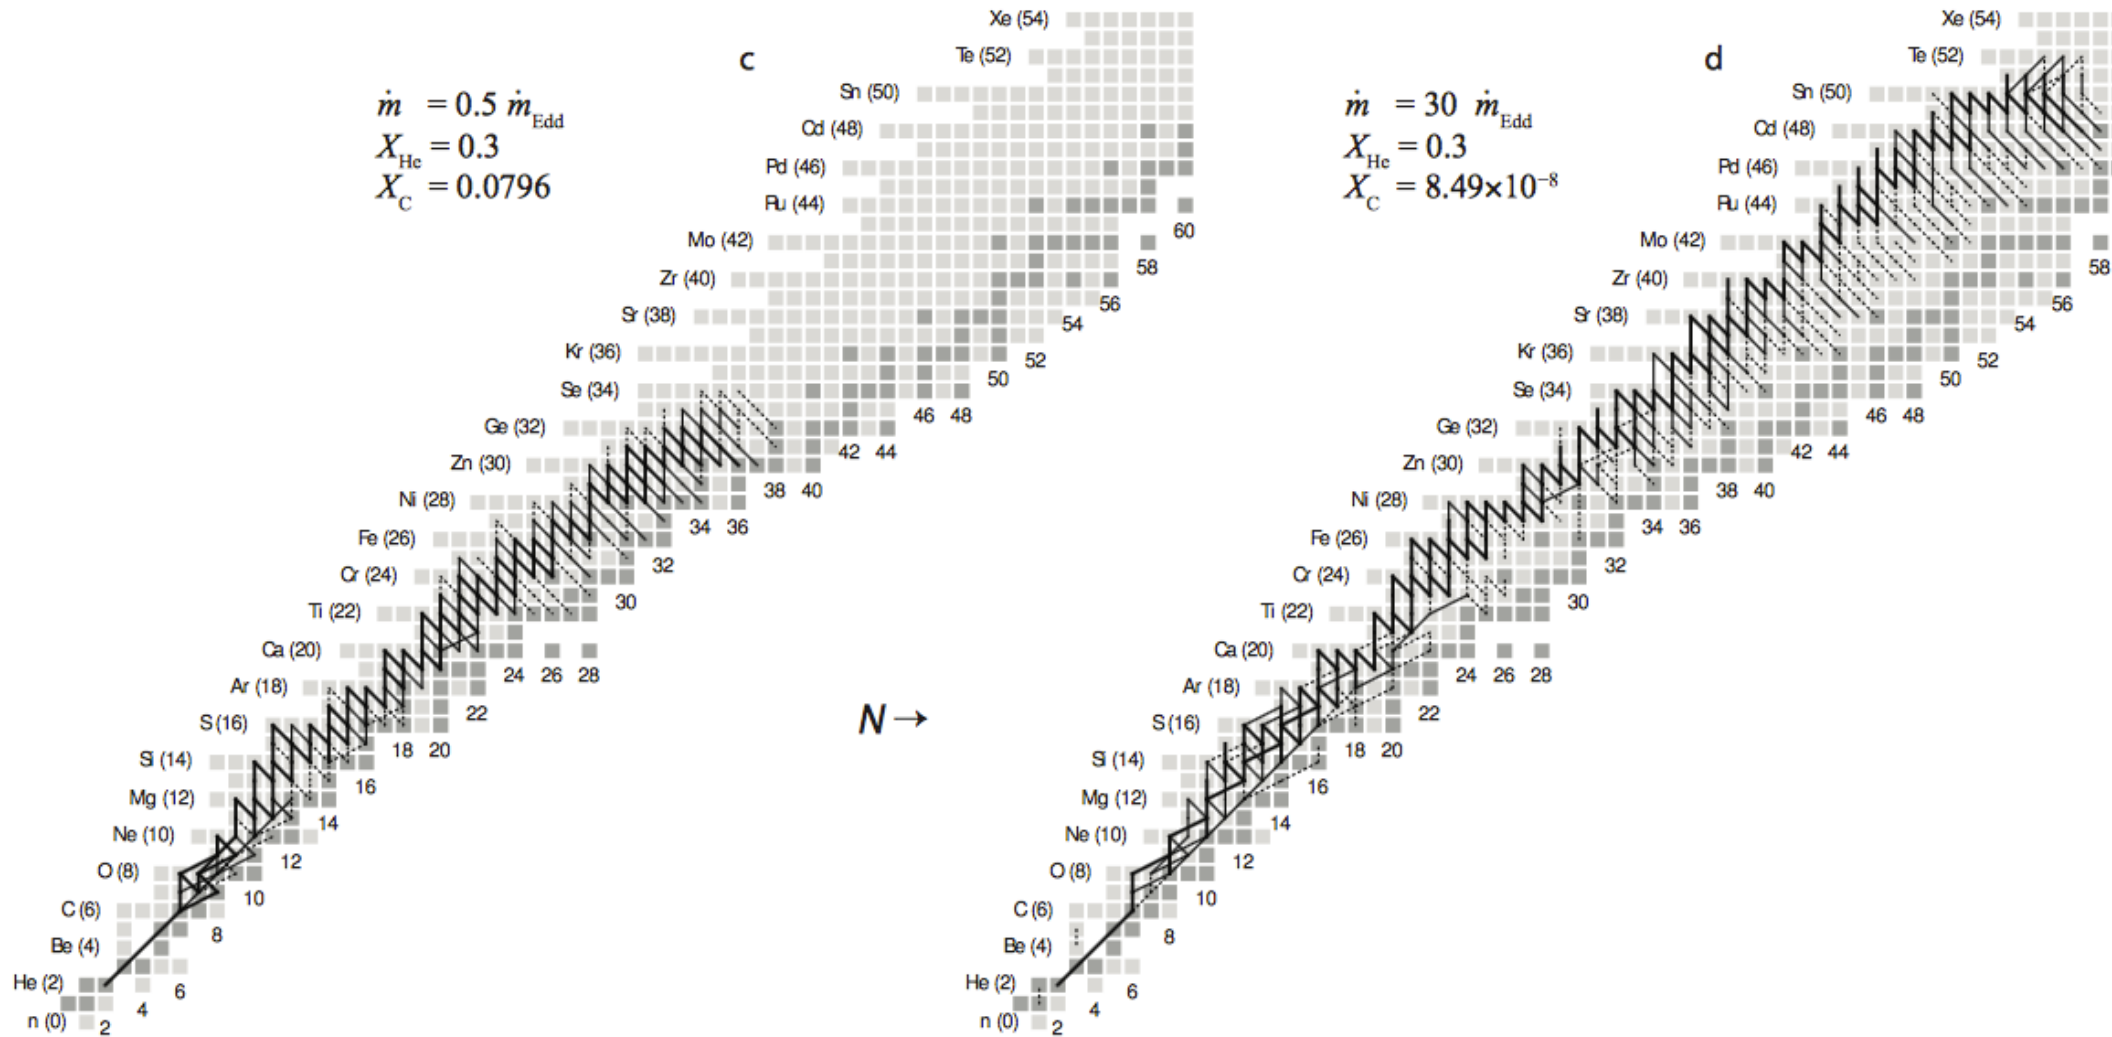 c
ṁ = 0.5 ṁ_Edd
X_He = 0.3
X_C = 0.0796
Xe (54)
Te (52)
Sn (50)
Cd (48)
Pd (46)
Ru (44)
Mo (42)
Zr (40)
Sr (38)
Kr (36)
Se (34)
Ge (32)
Zn (30)
Ni (28)
Fe (26)
Cr (24)
Ti (22)
Ca (20)
Ar (18)
S (16)
Si (14)
Mg (12)
Ne (10)
O (8)
C (6)
Be (4)
He (2)
n (0)
2
4
6
8
10
12
14
16
18 20
22
24 26 28
30
32
34 36
38 40
42 44
46 48
50
52
54
56
58
60
N →
d
ṁ = 30 ṁ_Edd
X_He = 0.3
X_C = 8.49×10⁻⁸
Xe (54)
Te (52)
Sn (50)
Cd (48)
Pd (46)
Ru (44)
Mo (42)
Zr (40)
Sr (38)
Kr (36)
Se (34)
Ge (32)
Zn (30)
Ni (28)
Fe (26)
Cr (24)
Ti (22)
Ca (20)
Ar (18)
S (16)
Si (14)
Mg (12)
Ne (10)
O (8)
C (6)
Be (4)
He (2)
n (0)
2
4
6
8
10
12
14
16
18 20
22
24 26 28
30
32
34 36
38 40
42 44
46 48
50
52
54
56
58